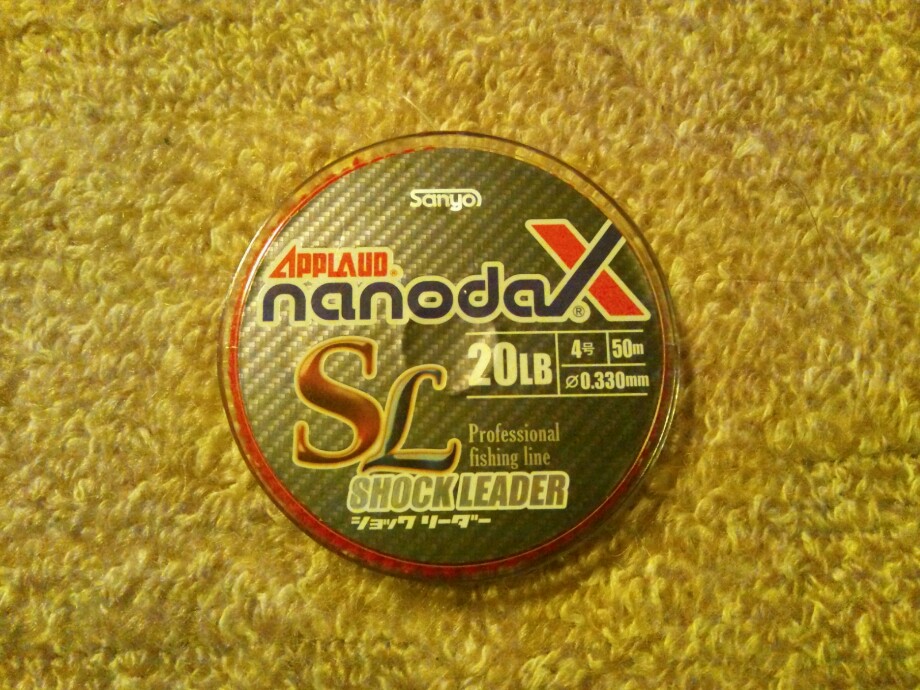 Sanyo
APPLAUD®
nanodaX®
SL
20LB 4号 50m
⌀0.330mm
Professional
fishing line
SHOCK LEADER
ショック リーダー